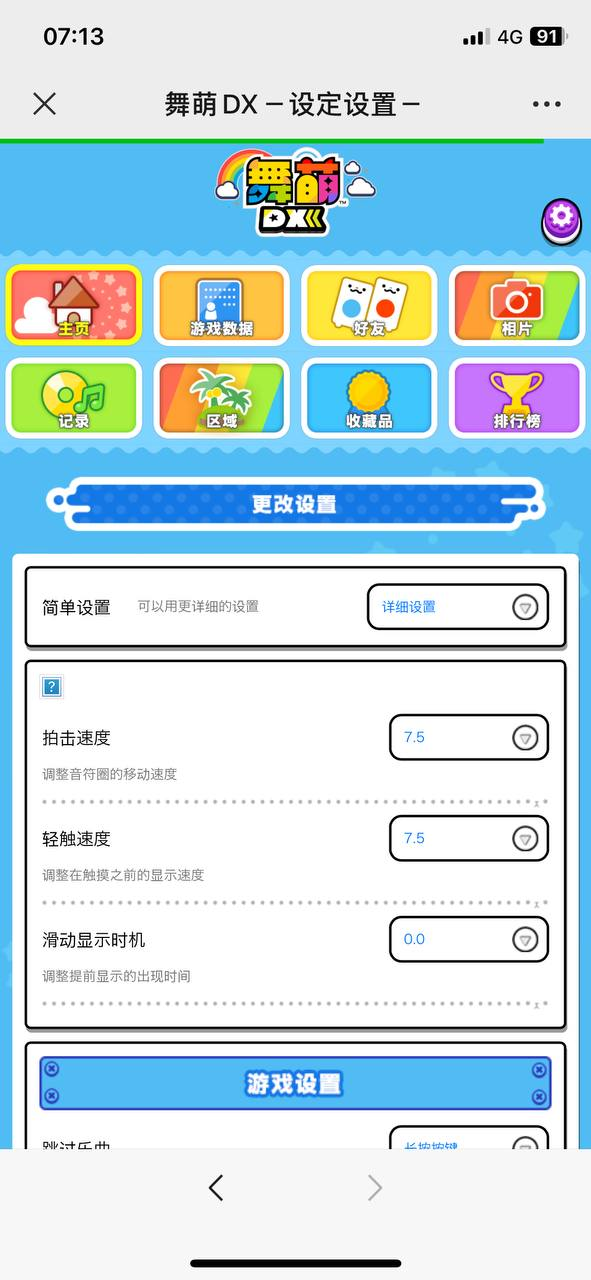 07:13
4G 91
舞萌DX－设定设置－
舞萌
DX
主页
游戏数据
好友
相片
记录
区域
收藏品
排行榜
更改设置
简单设置 可以用更详细的设置 详细设置
?
拍击速度 7.5
调整音符圈的移动速度
轻触速度 7.5
调整在触摸之前的显示速度
滑动显示时机 0.0
调整提前显示的出现时间
游戏设置
跳过乐曲 长按按键